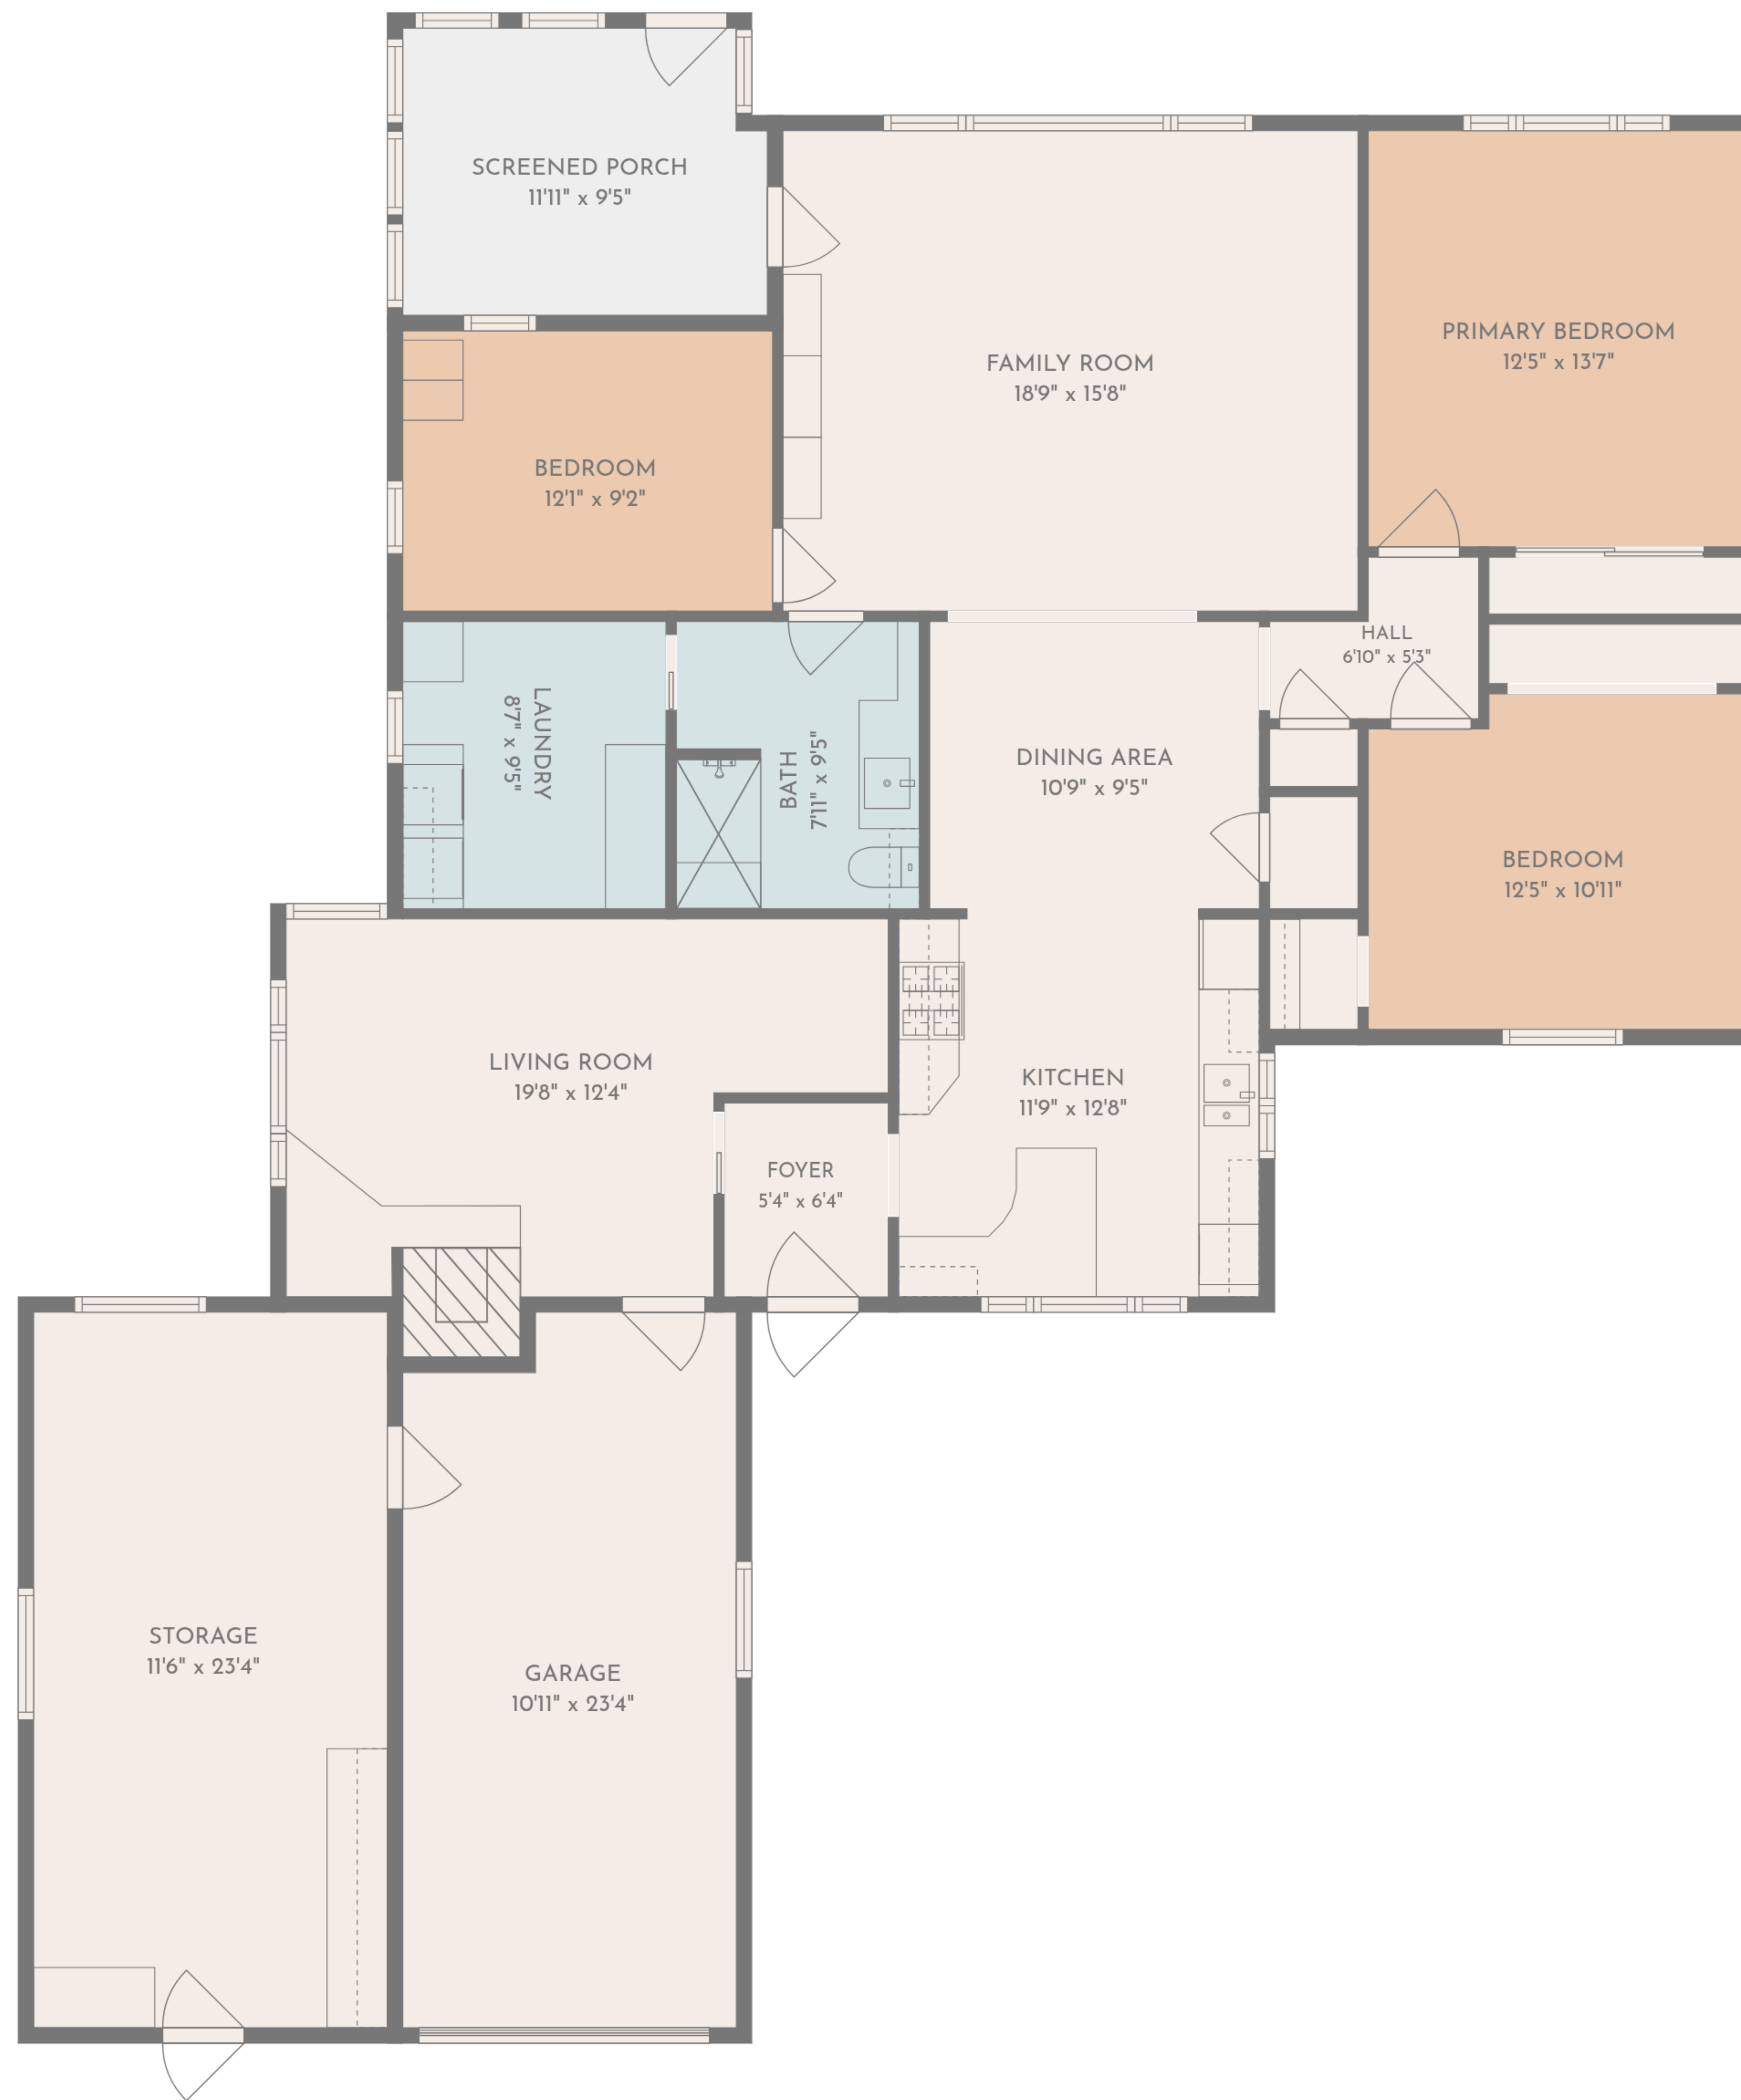 SCREENED PORCH
11'11" x 9'5"
FAMILY ROOM
18'9" x 15'8"
PRIMARY BEDROOM
12'5" x 13'7"
BEDROOM
12'1" x 9'2"
HALL
6'10" x 5'3"
LAUNDRY
8'7" x 9'5"
BATH
7'11" x 9'5"
DINING AREA
10'9" x 9'5"
BEDROOM
12'5" x 10'11"
LIVING ROOM
19'8" x 12'4"
KITCHEN
11'9" x 12'8"
FOYER
5'4" x 6'4"
STORAGE
11'6" x 23'4"
GARAGE
10'11" x 23'4"